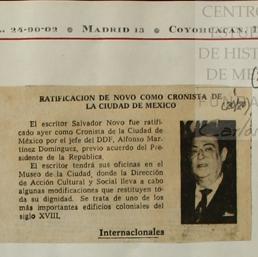 24-90-02 • MADRID 13 • COYOHUACAN,
CENTRO
DE HIST
DE ME
RATIFICACION DE NOVO COMO CRONISTA DE
LA CIUDAD DE MEXICO
El escritor Salvador Novo fue ratifi-
cado ayer como Cronista de la Ciudad de
México por el jefe del DDF, Alfonso Mar-
tínez Domínguez, previo acuerdo del Pre-
sidente de la República.
El escritor tendrá sus oficinas en el
Museo de la Ciudad, donde la Dirección
de Acción Cultural y Social lleva a cabo
algunas modificaciones que restituyen to-
da su dignidad. Se trata de uno de los
más importantes edificios coloniales del
siglo XVIII.
Internacionales